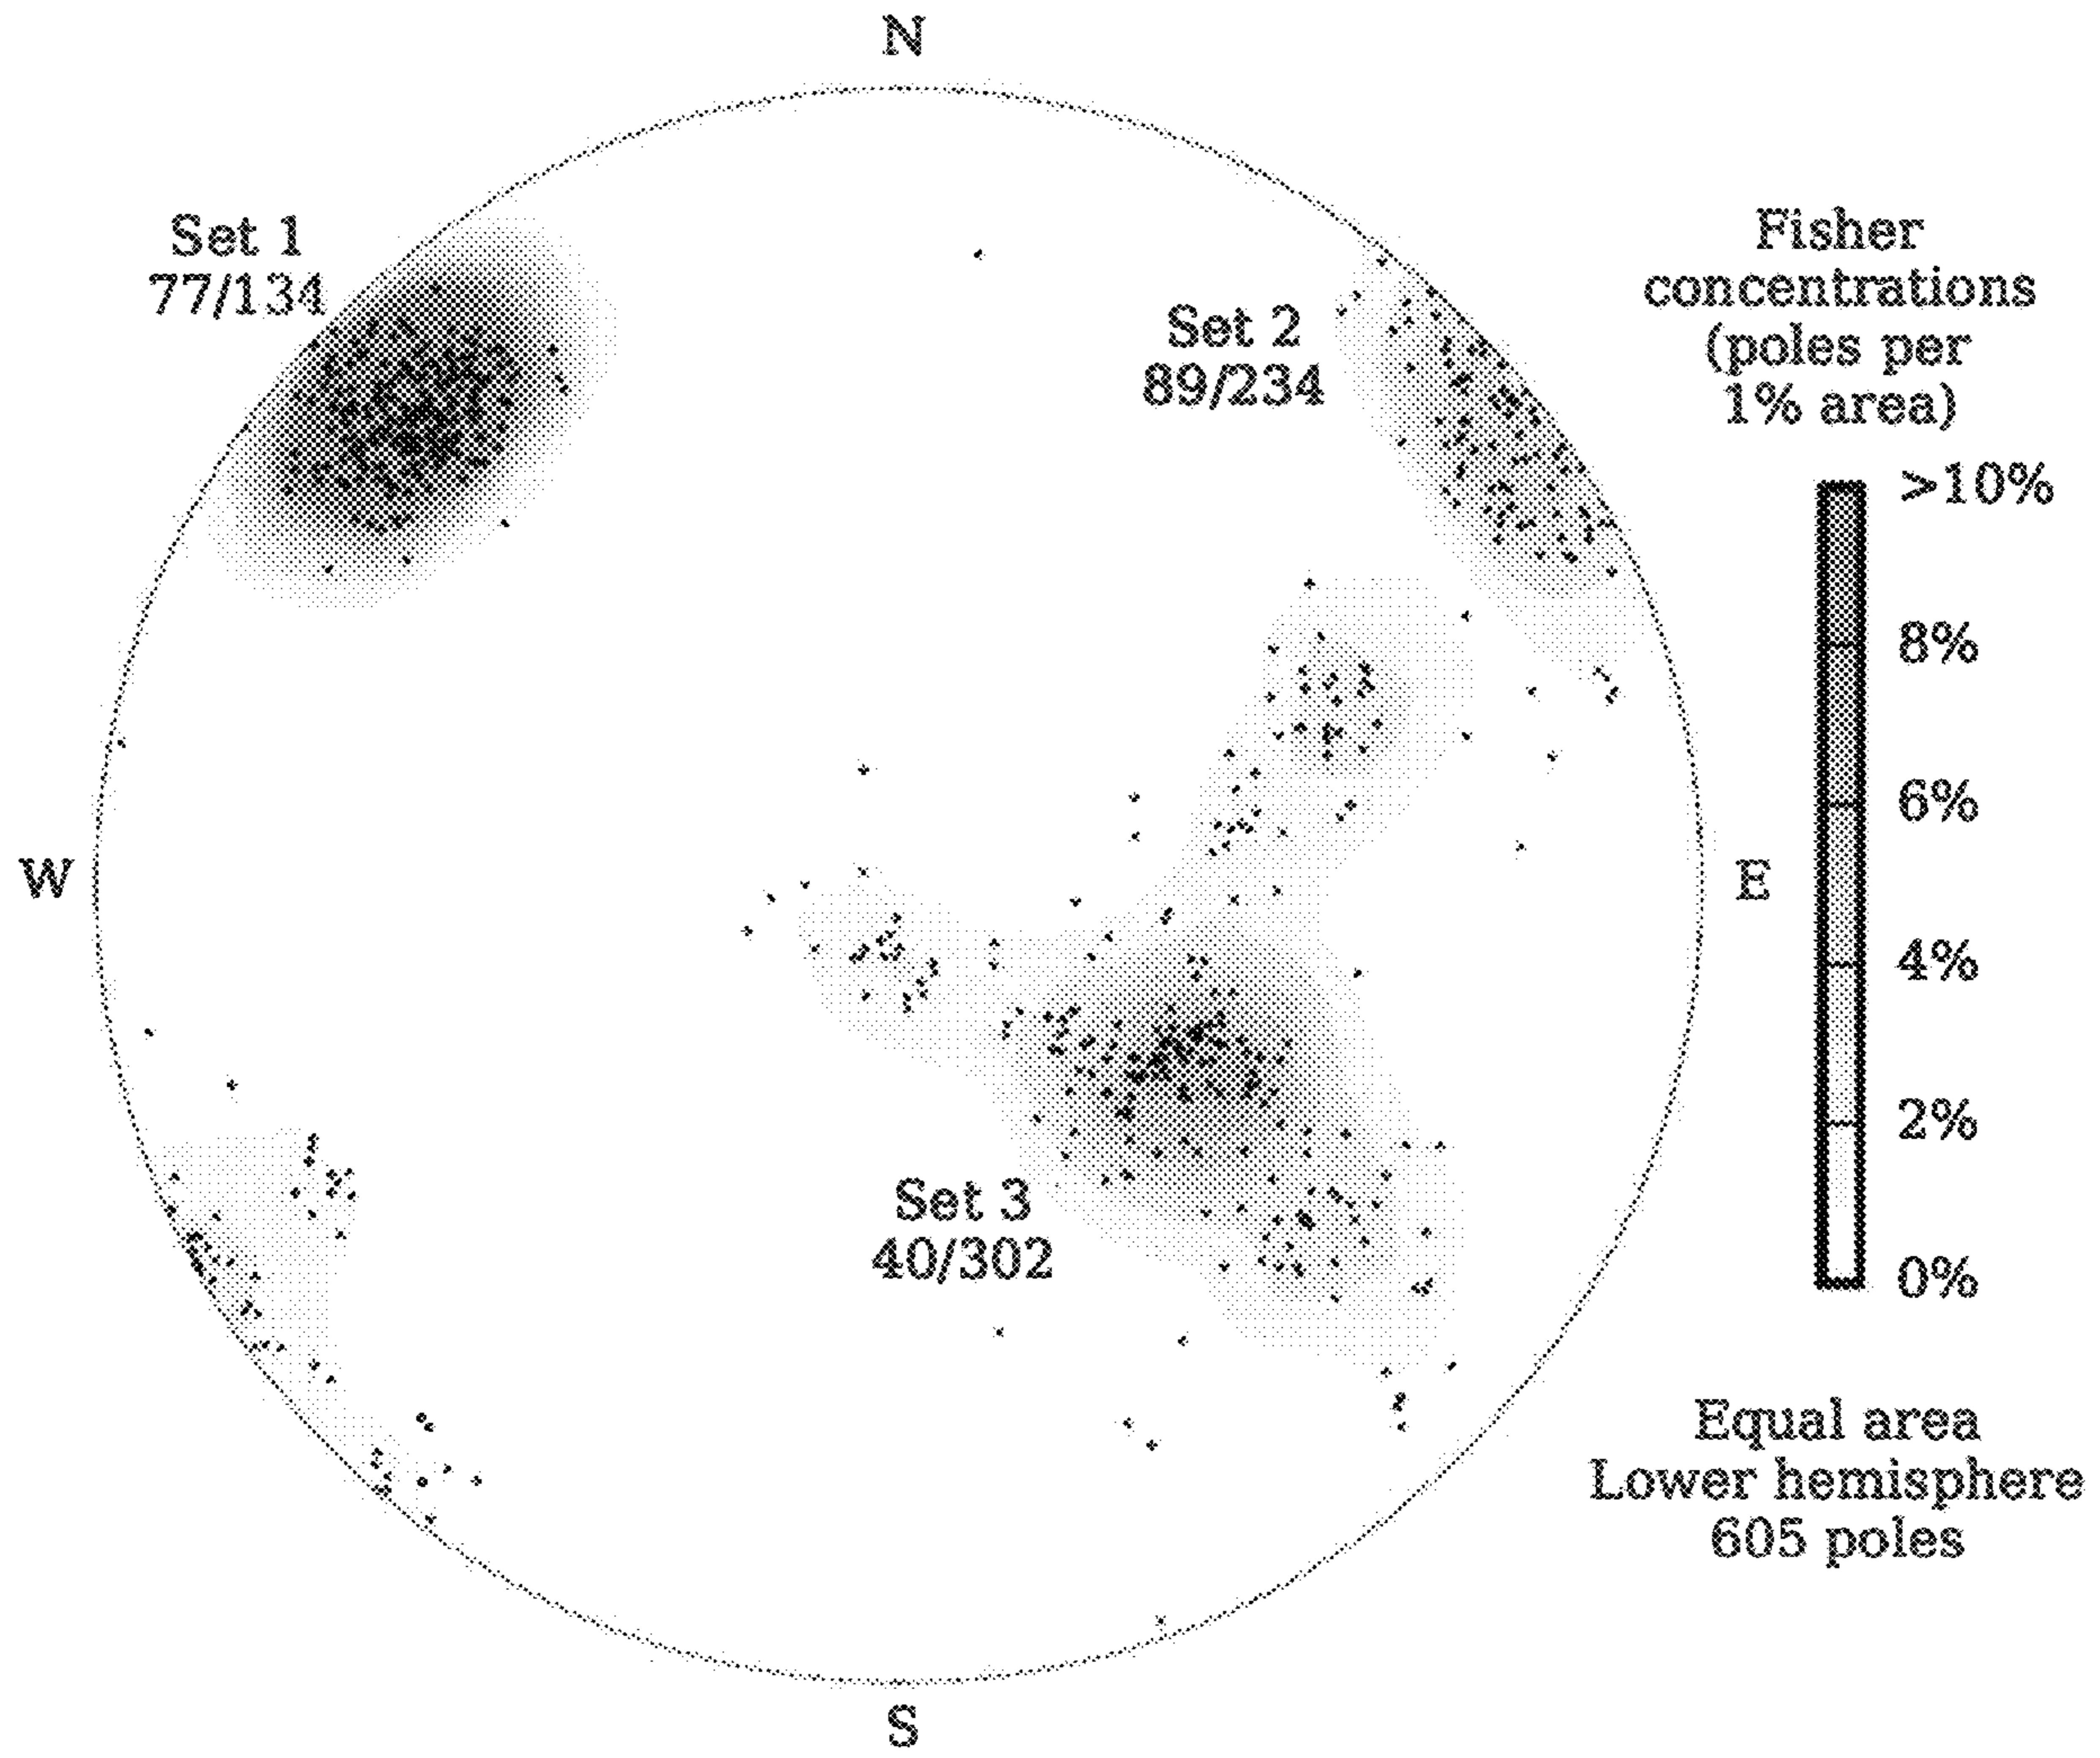 N
Set 1
77/134
Set 2
89/234
Fisher
concentrations
(poles per
1% area)
>10%
8%
6%
4%
2%
0%
W
E
Set 3
40/302
Equal area
Lower hemisphere
605 poles
S